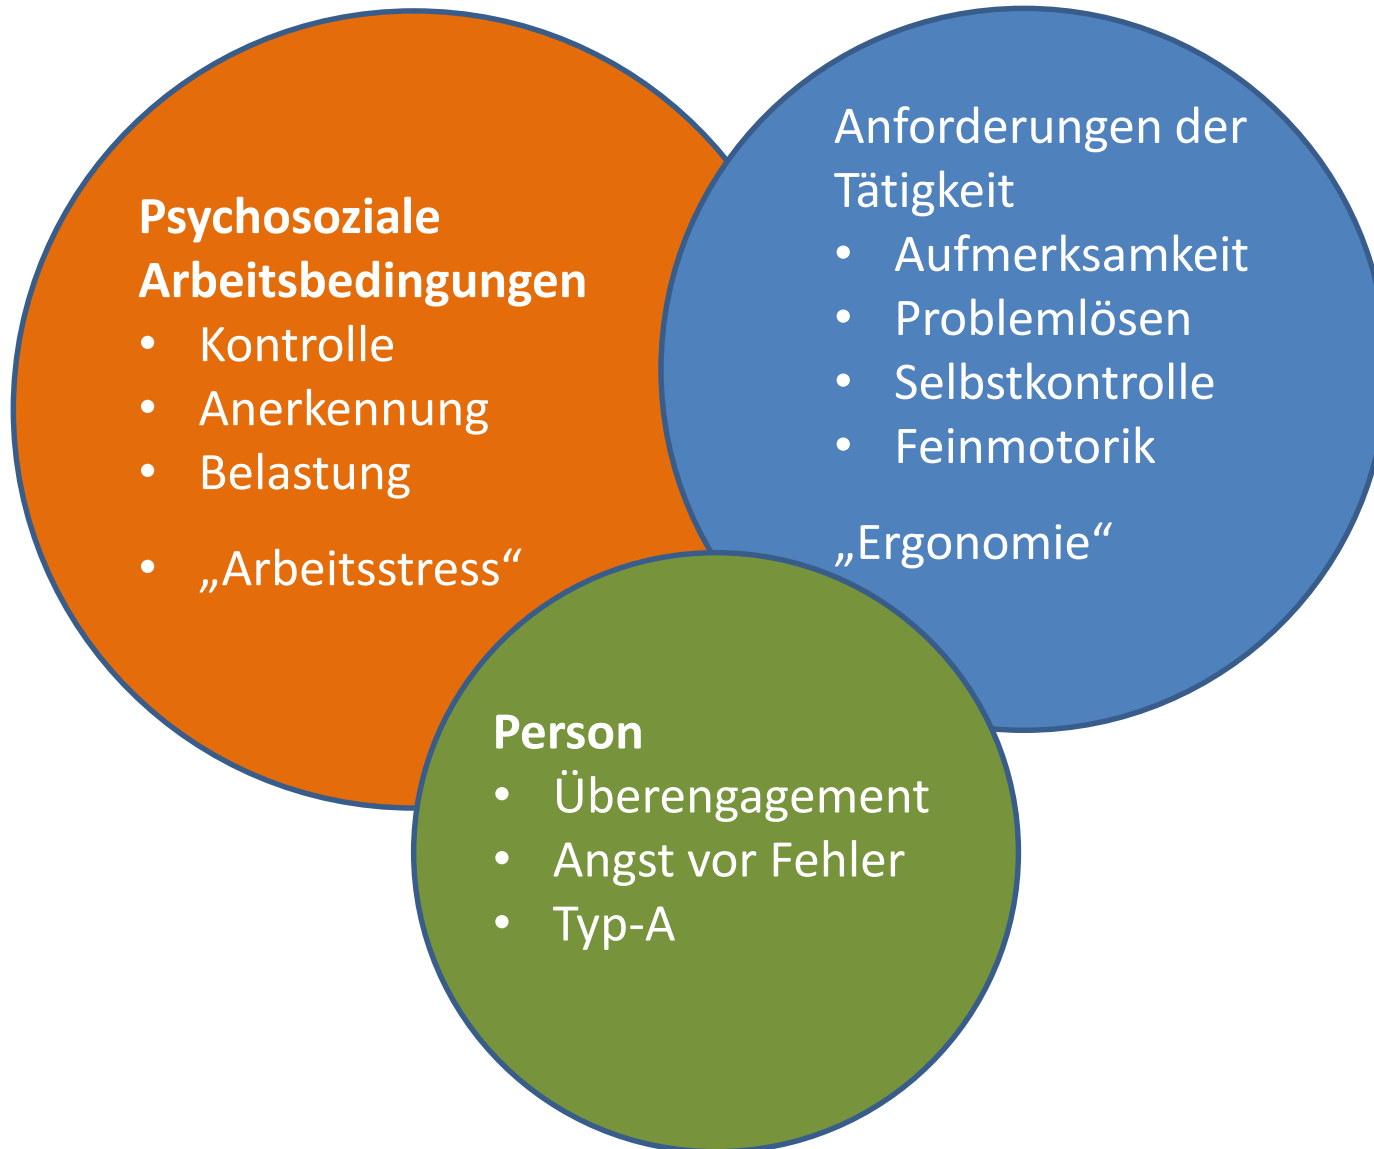 Psychosoziale
Arbeitsbedingungen
• Kontrolle
• Anerkennung
• Belastung
• „Arbeitsstress“
Anforderungen der
Tätigkeit
• Aufmerksamkeit
• Problemlösen
• Selbstkontrolle
• Feinmotorik
„Ergonomie“
Person
• Überengagement
• Angst vor Fehler
• Typ-A